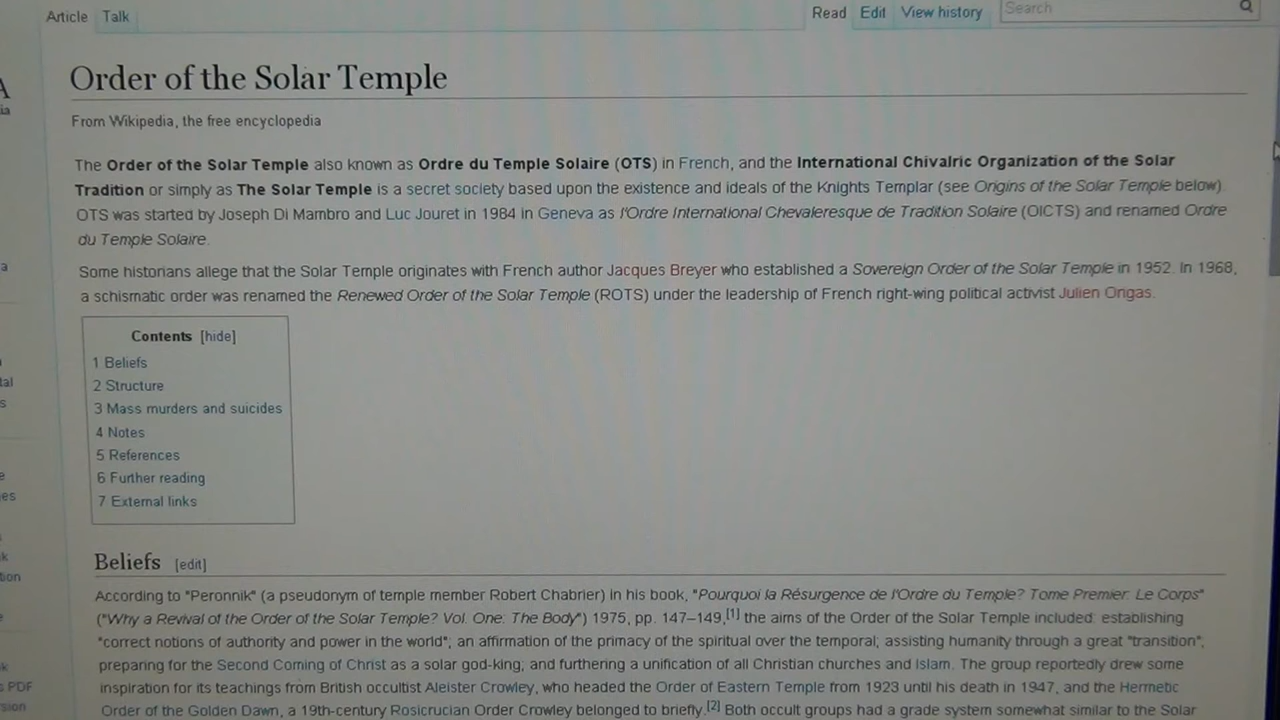 Article Talk Read Edit View history Search
A
ia
Order of the Solar Temple
From Wikipedia, the free encyclopedia
The Order of the Solar Temple also known as Ordre du Temple Solaire (OTS) in French, and the International Chivalric Organization of the Solar
Tradition or simply as The Solar Temple is a secret society based upon the existence and ideals of the Knights Templar (see Origins of the Solar Temple below).
OTS was started by Joseph Di Mambro and Luc Jouret in 1984 in Geneva as l'Ordre International Chevaleresque de Tradition Solaire (OICTS) and renamed Ordre
du Temple Solaire.
Some historians allege that the Solar Temple originates with French author Jacques Breyer who established a Sovereign Order of the Solar Temple in 1952. In 1968,
a schismatic order was renamed the Renewed Order of the Solar Temple (ROTS) under the leadership of French right-wing political activist Julien Origas.
Contents [hide]
1 Beliefs
2 Structure
3 Mass murders and suicides
4 Notes
5 References
6 Further reading
7 External links
Beliefs [edit]
According to "Peronnik" (a pseudonym of temple member Robert Chabrier) in his book, "Pourquoi la Résurgence de l'Ordre du Temple? Tome Premier: Le Corps"
("Why a Revival of the Order of the Solar Temple? Vol. One: The Body") 1975, pp. 147–149,[1] the aims of the Order of the Solar Temple included: establishing
"correct notions of authority and power in the world"; an affirmation of the primacy of the spiritual over the temporal; assisting humanity through a great "transition";
preparing for the Second Coming of Christ as a solar god-king; and furthering a unification of all Christian churches and Islam. The group reportedly drew some
inspiration for its teachings from British occultist Aleister Crowley, who headed the Order of Eastern Temple from 1923 until his death in 1947, and the Hermetic
Order of the Golden Dawn, a 19th-century Rosicrucian Order Crowley belonged to briefly.[2] Both occult groups had a grade system somewhat similar to the Solar